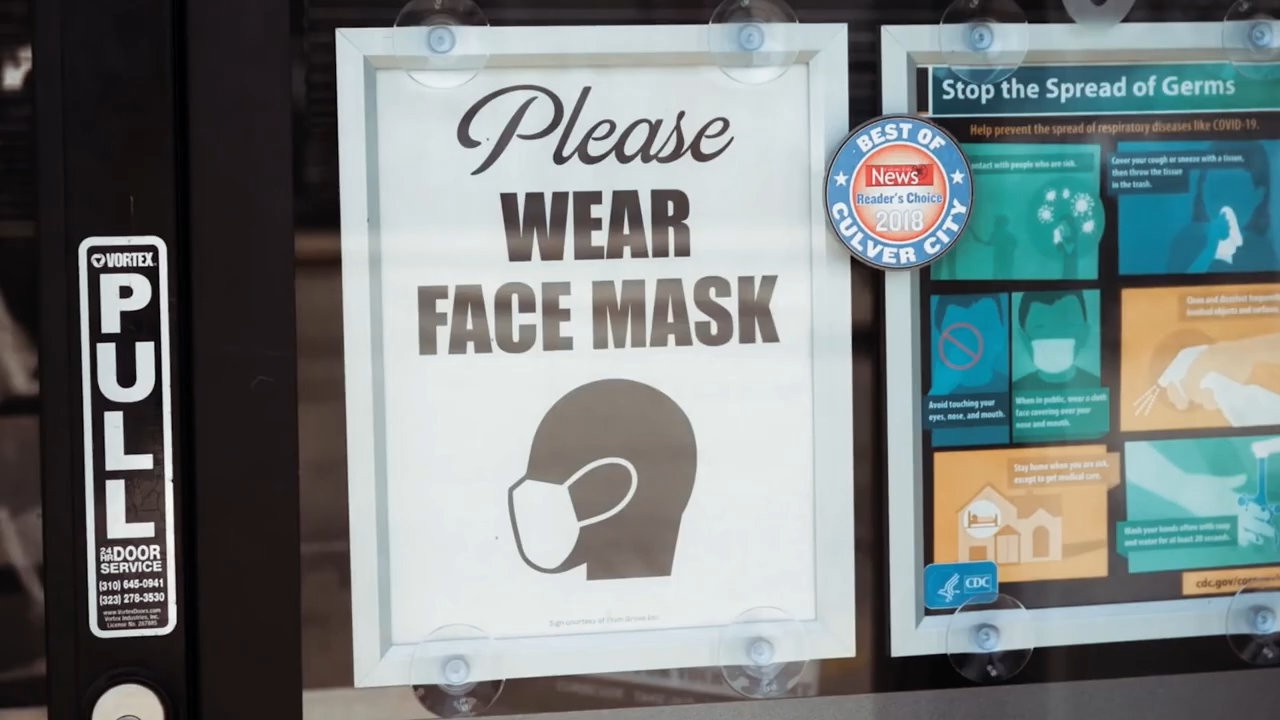 VORTEX
PULL
24 HR DOOR
SERVICE
(310) 645-0941
(323) 278-3530
www.VortexDoors.com
Vortex Industries, Inc.
License No.
Please
WEAR
FACE MASK
Sign courtesy of
BEST OF
News
Reader's Choice
2018
CULVER CITY
Stop the Spread of Germs
Help prevent the spread of respiratory diseases like COVID-19.
contact with people who are sick.
Cover your cough or sneeze with a tissue,
then throw the tissue
in the trash.
Avoid touching your
eyes, nose, and mouth.
When in public, wear a cloth
face covering over your
nose and mouth.
Clean and disinfect
touched objects and
Stay home when you are sick,
except to get medical care.
Wash your hands often with soap
and water for at least 20 seconds.
CDC
cdc.gov/